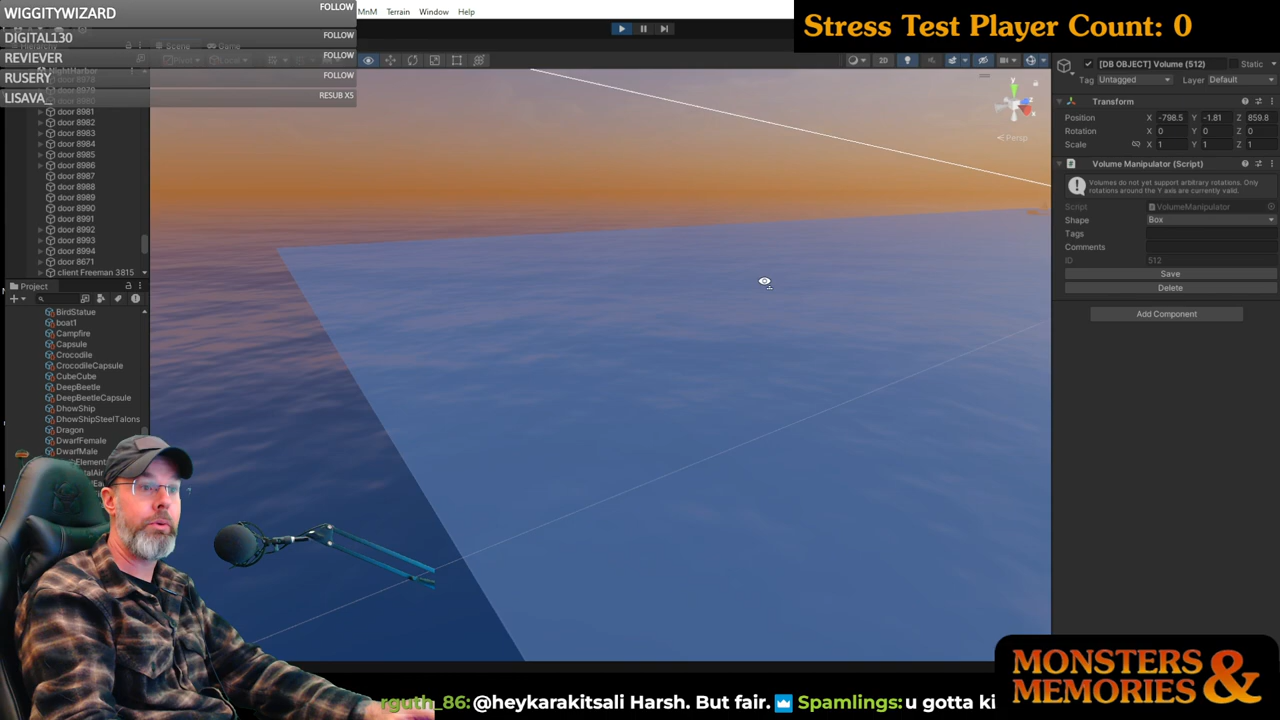 WIGGITYWIZARD FOLLOW
DIGITAL130 FOLLOW
REVIEVER FOLLOW
RUSERY FOLLOW
LISAVA_ RESUB X5
MnM Terrain Window Help
Stress Test Player Count: 0
2D
Persp
door 8981
door 8982
door 8983
door 8984
door 8985
door 8986
door 8987
door 8988
door 8989
door 8990
door 8991
door 8992
door 8993
door 8994
door 8671
client Freeman 3815
Project
BirdStatue
boat1
Campfire
Capsule
Crocodile
CrocodileCapsule
CubeCube
DeepBeetle
DeepBeetleCapsule
DhowShip
DhowShipSteelTalons
Dragon
DwarfFemale
DwarfMale
[DB OBJECT] Volume (512) Static
Tag Untagged Layer Default
Transform
Position X -798.5 Y -1.81 Z 859.8
Rotation X 0 Y 0 Z 0
Scale X 1 Y 1 Z 1
Volume Manipulator (Script)
Volumes do not yet support arbitrary rotations. Only
rotations around the Y axis are currently valid.
Script VolumeManipulator
Shape Box
Tags
Comments
ID 512
Save
Delete
Add Component
MONSTERS
& MEMORIES
rguth_86: @heykarakitsali Harsh. But fair. Spamlings: u gotta ki